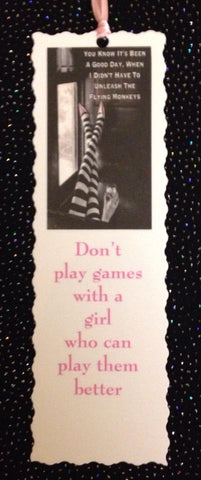 You Know It's Been
A Good Day, When
I Didn't Have To
Unleash The
Flying Monkeys
Don't
play games
with a
girl
who can
play them
better